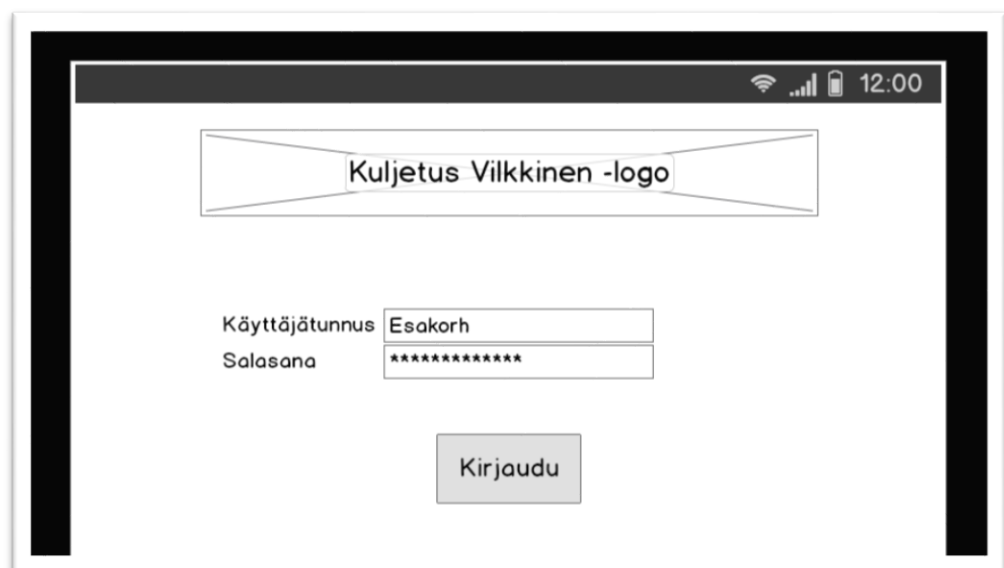 12:00
Kuljetus Vilkkinen -logo
Käyttäjätunnus Esakorh
Salasana *************
Kirjaudu